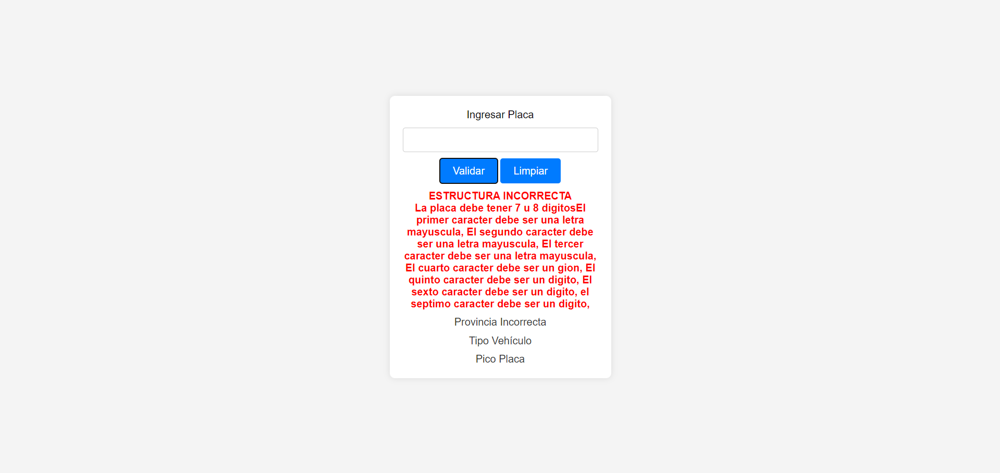 Ingresar Placa
Validar Limpiar
ESTRUCTURA INCORRECTA
La placa debe tener 7 u 8 digitosEl
primer caracter debe ser una letra
mayuscula, El segundo caracter debe
ser una letra mayuscula, El tercer
caracter debe ser una letra mayuscula,
El cuarto caracter debe ser un gion, El
quinto caracter debe ser un digito, El
sexto caracter debe ser un digito, el
septimo caracter debe ser un digito,
Provincia Incorrecta
Tipo Vehículo
Pico Placa